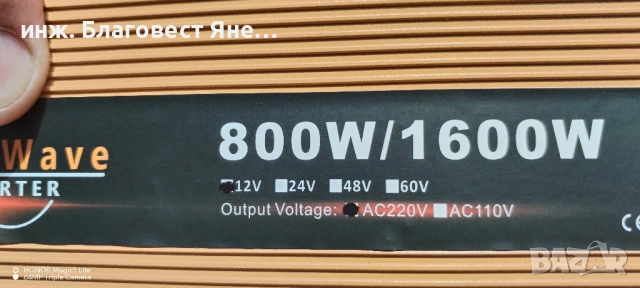 инж. Благовест Яне...
Wave
RTER
800W/1600W
12V 24V 48V 60V
Output Voltage: AC220V AC110V
CE
HONOR Magic5 Lite
64MP Triple Camera
BAZAR